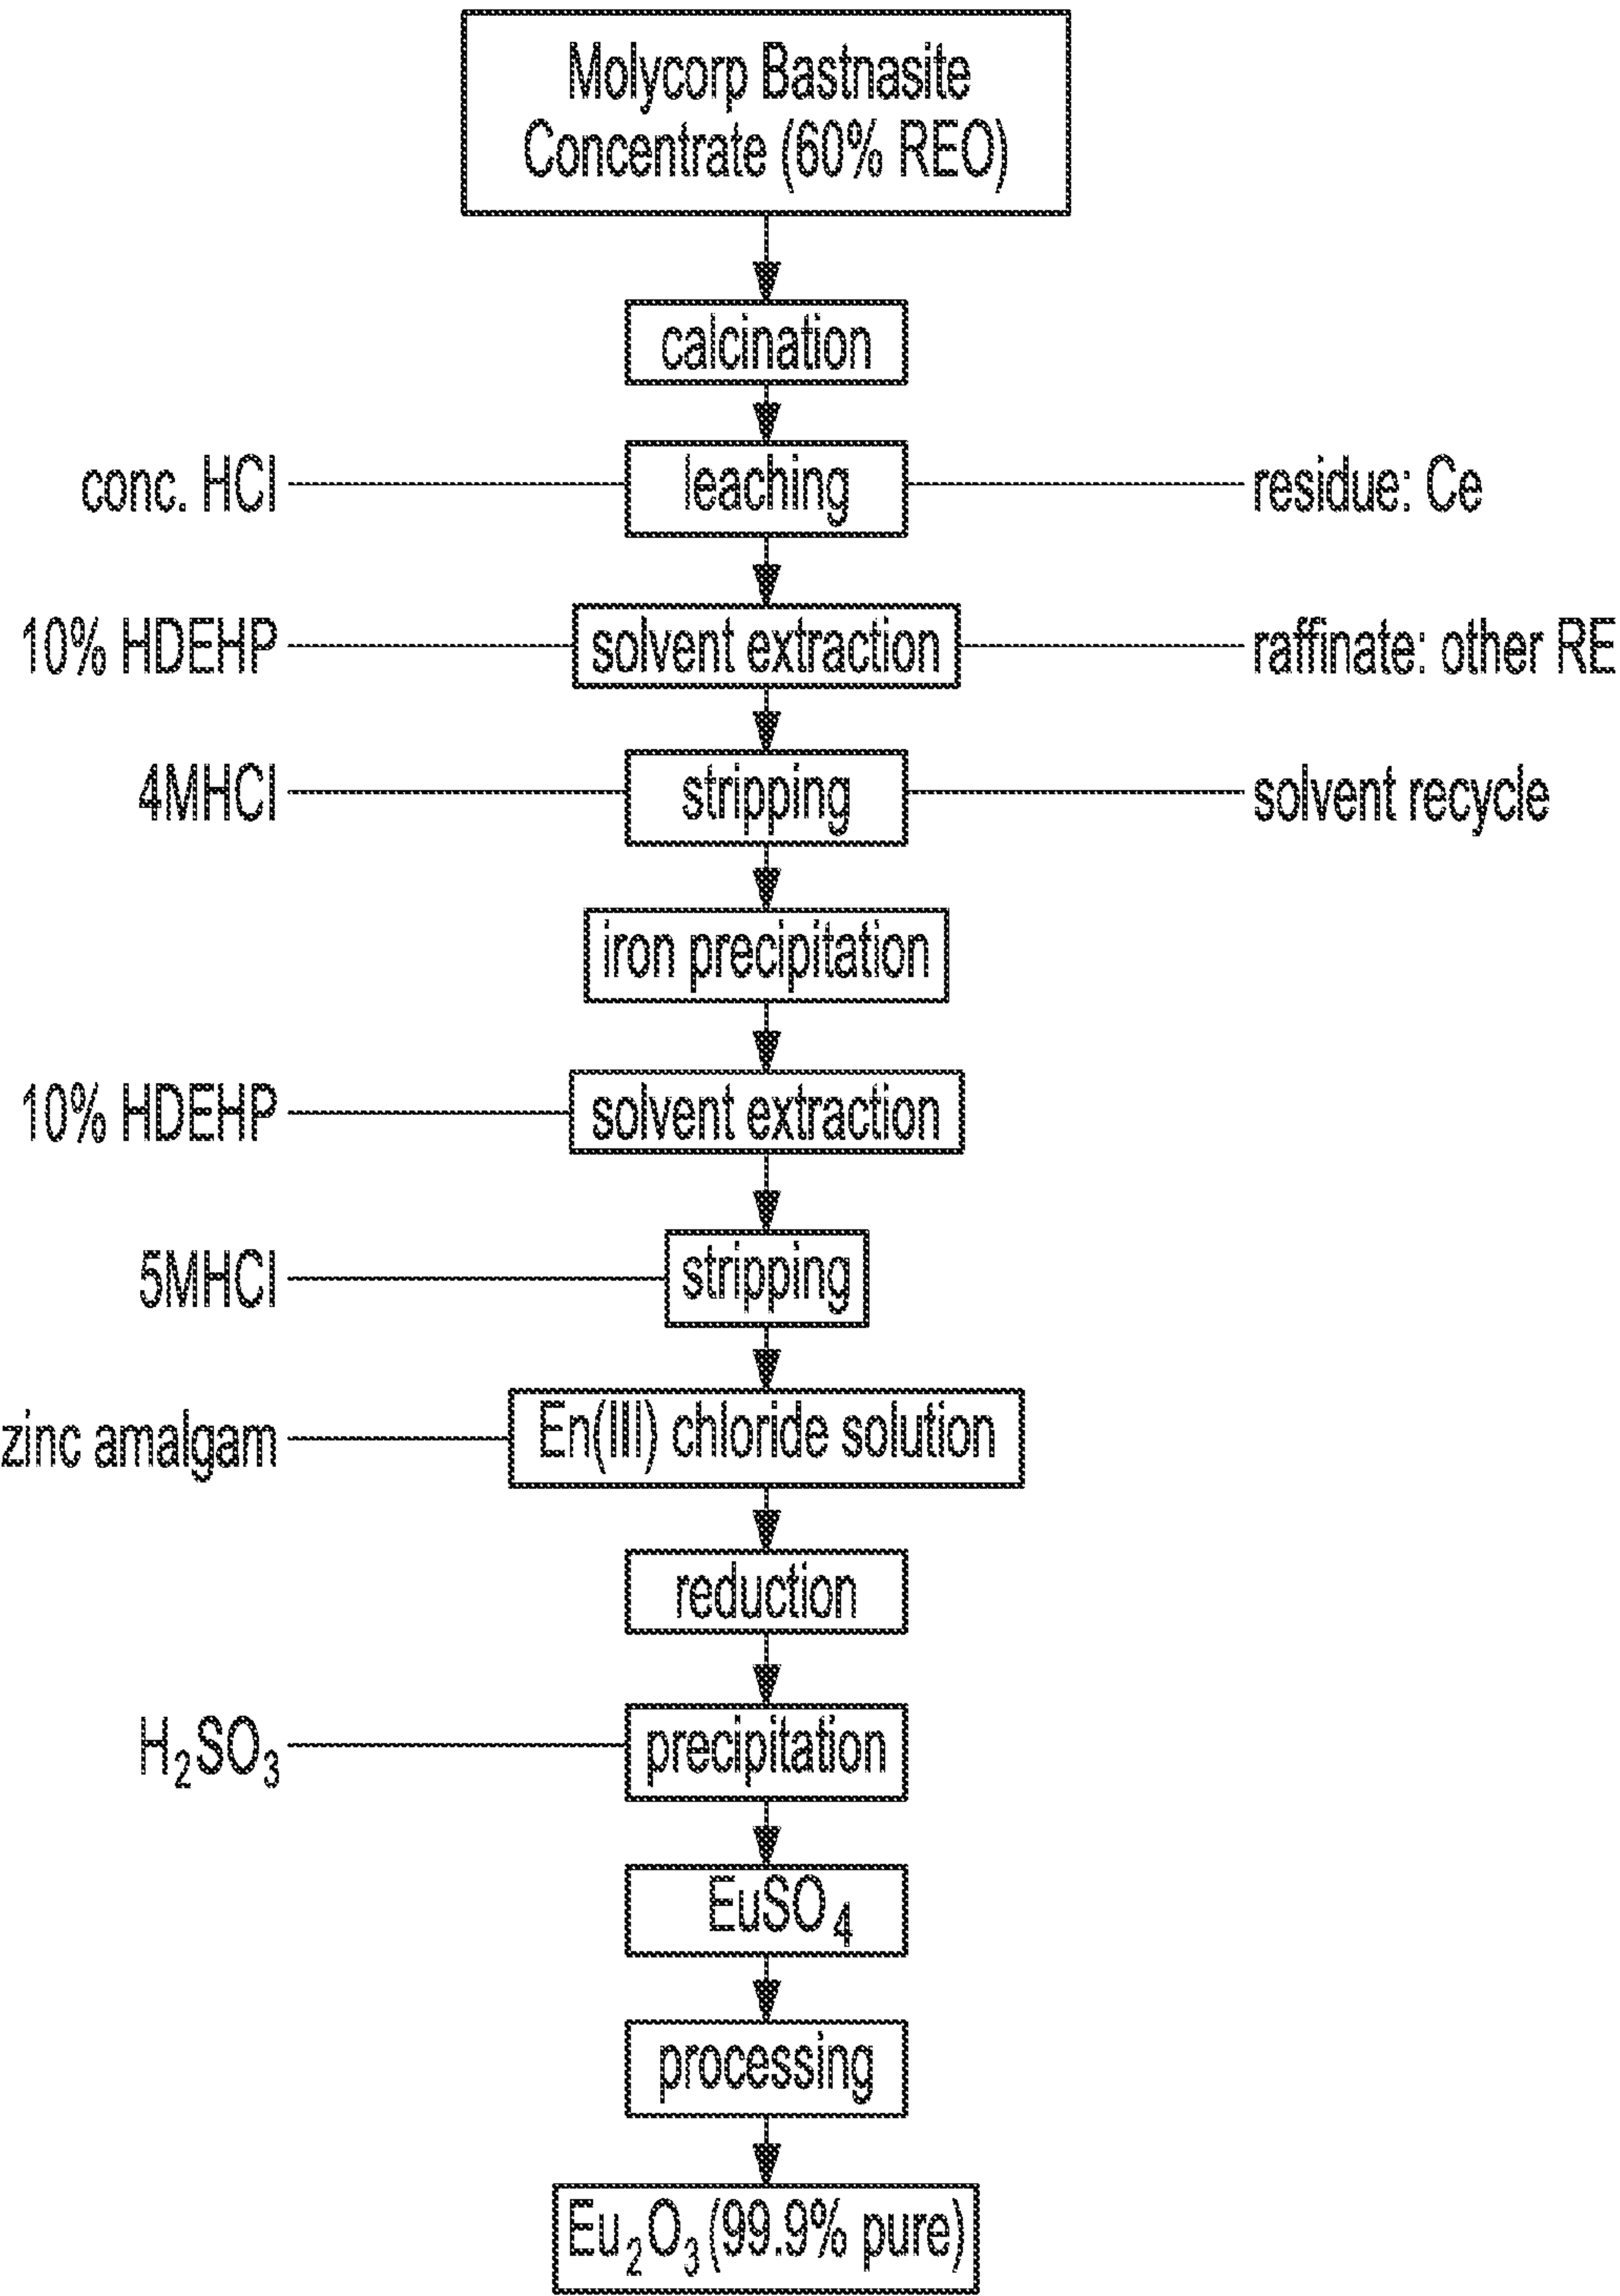 Molycorp Bastnasite
Concentrate (60% REO)
calcination
conc. HCl
leaching
residue: Ce
10% HDEHP
solvent extraction
raffinate: other RE
4MHCl
stripping
solvent recycle
iron precipitation
10% HDEHP
solvent extraction
5MHCl
stripping
zinc amalgam
En(III) chloride solution
reduction
H₂SO₃
precipitation
EuSO₄
processing
Eu₂O₃ (99.9% pure)